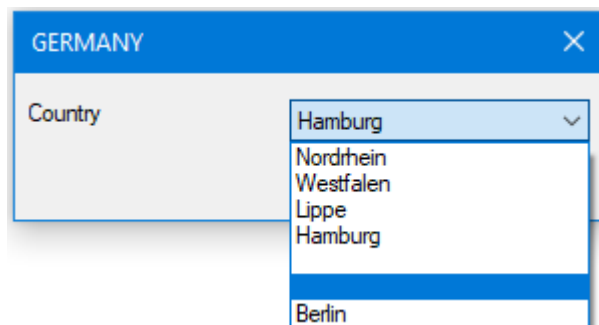 GERMANY
Country
Hamburg
Nordrhein
Westfalen
Lippe
Hamburg
Berlin